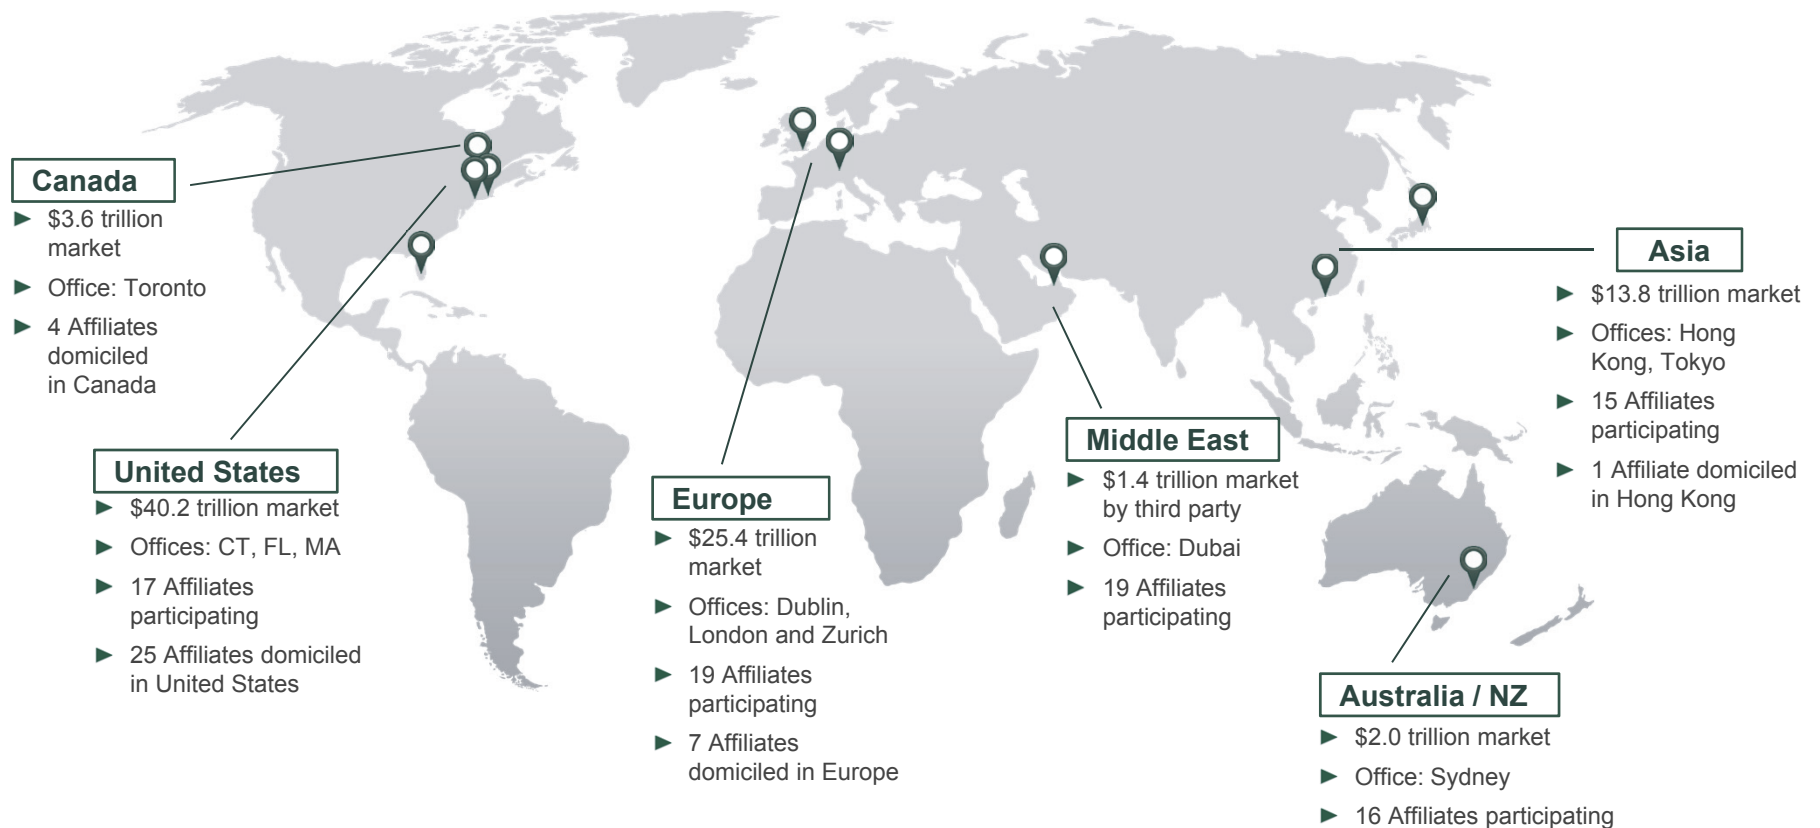 Canada
► $3.6 trillion
market
► Office: Toronto
► 4 Affiliates
domiciled
in Canada
United States
► $40.2 trillion market
► Offices: CT, FL, MA
► 17 Affiliates
participating
► 25 Affiliates domiciled
in United States
Europe
► $25.4 trillion
market
► Offices: Dublin,
London and Zurich
► 19 Affiliates
participating
► 7 Affiliates
domiciled in Europe
Middle East
► $1.4 trillion market
by third party
► Office: Dubai
► 19 Affiliates
participating
Asia
► $13.8 trillion market
► Offices: Hong
Kong, Tokyo
► 15 Affiliates
participating
► 1 Affiliate domiciled
in Hong Kong
Australia / NZ
► $2.0 trillion market
► Office: Sydney
► 16 Affiliates participating